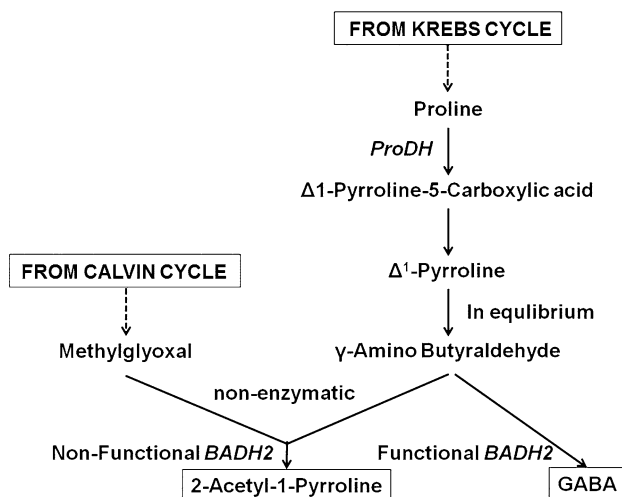 FROM KREBS CYCLE
Proline
ProDH
Δ1-Pyrroline-5-Carboxylic acid
Δ¹-Pyrroline
FROM CALVIN CYCLE
In equlibrium
Methylglyoxal
γ-Amino Butyraldehyde
non-enzymatic
Non-Functional BADH2
Functional BADH2
2-Acetyl-1-Pyrroline
GABA